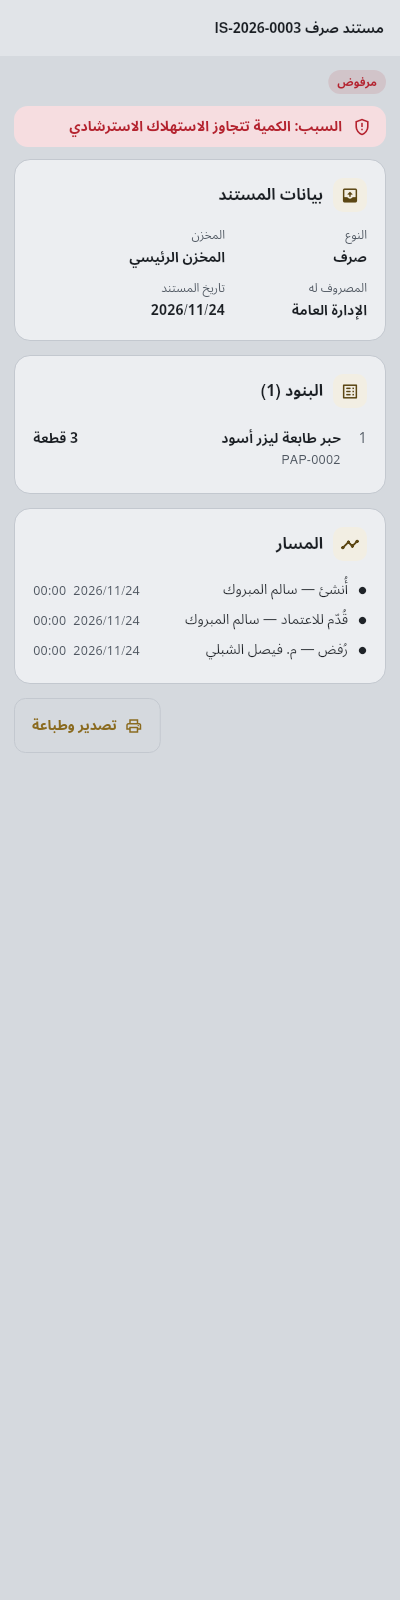 مستند صرف IS-2026-0003
مرفوض
السبب: الكمية تتجاوز الاستهلاك الاسترشادي
بيانات المستند
النوع
المخزن
صرف
المخزن الرئيسي
المصروف له
تاريخ المستند
الإدارة العامة
2026/11/24
البنود (1)
1 حبر طابعة ليزر أسود 3 قطعة
PAP-0002
المسار
أُنشئ — سالم المبروك 2026/11/24 00:00
قُدّم للاعتماد — سالم المبروك 2026/11/24 00:00
رُفض — م. فيصل الشبلي 2026/11/24 00:00
تصدير وطباعة